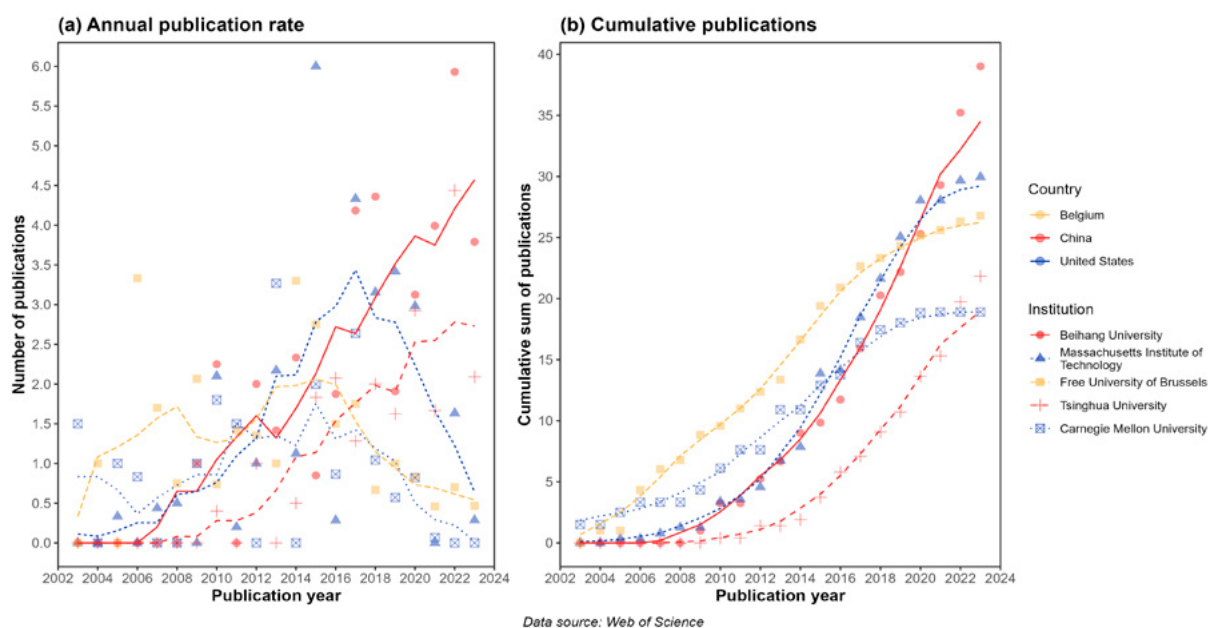 (a) Annual publication rate
Number of publications
6.0
5.5
5.0
4.5
4.0
3.5
3.0
2.5
2.0
1.5
1.0
0.5
0.0
2002 2004 2006 2008 2010 2012 2014 2016 2018 2020 2022 2024
Publication year
(b) Cumulative publications
Cumulative sum of publications
40
35
30
25
20
15
10
5
0
2002 2004 2006 2008 2010 2012 2014 2016 2018 2020 2022 2024
Publication year
Country
Belgium
China
United States
Institution
Beihang University
Massachusetts Institute of
Technology
Free University of Brussels
Tsinghua University
Carnegie Mellon University
Data source: Web of Science